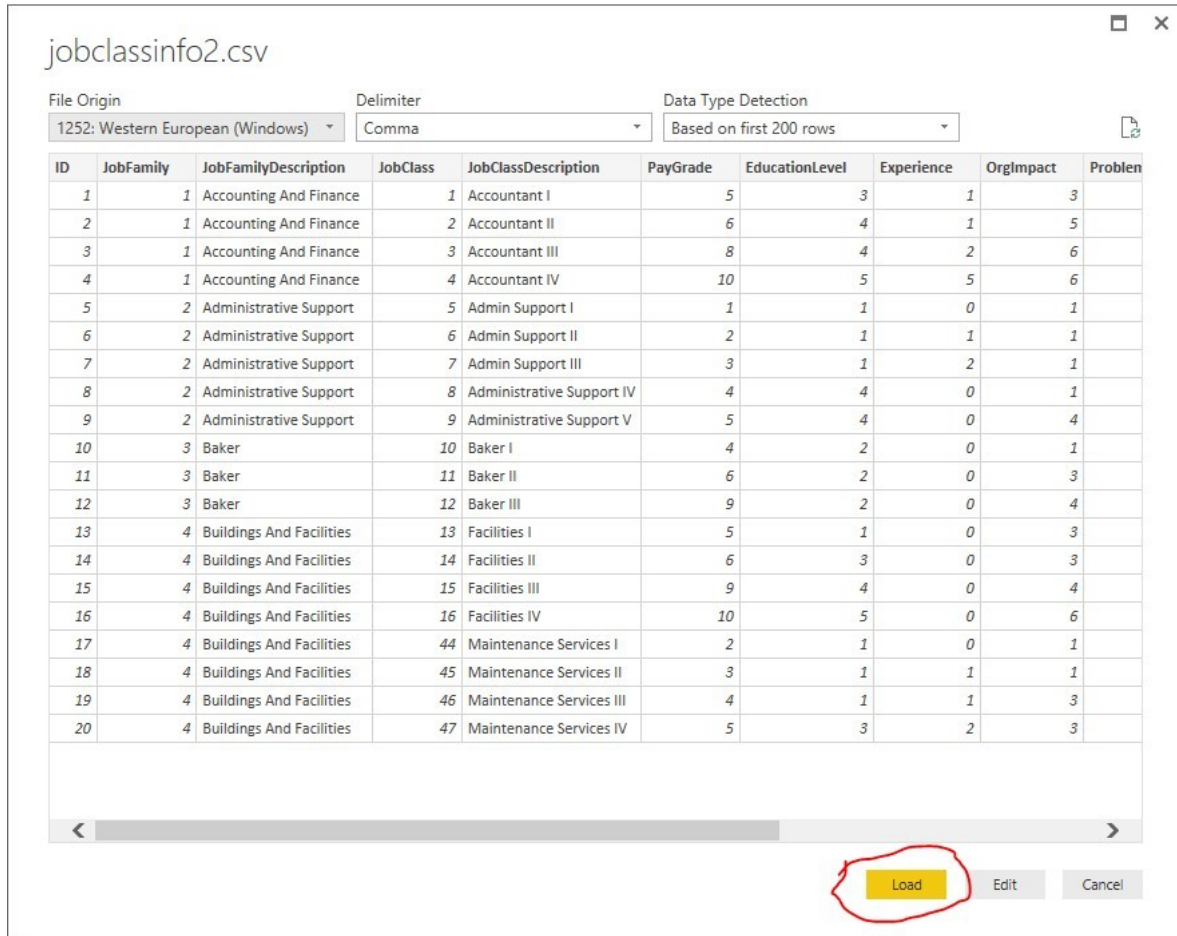 jobclassinfo2.csv
File Origin Delimiter Data Type Detection
1252: Western European (Windows) Comma Based on first 200 rows
ID JobFamily JobFamilyDescription JobClass JobClassDescription PayGrade EducationLevel Experience OrgImpact Problem
1 1 Accounting And Finance 1 Accountant I 5 3 1 3
2 1 Accounting And Finance 2 Accountant II 6 4 1 5
3 1 Accounting And Finance 3 Accountant III 8 4 2 6
4 1 Accounting And Finance 4 Accountant IV 10 5 5 6
5 2 Administrative Support 5 Admin Support I 1 1 0 1
6 2 Administrative Support 6 Admin Support II 2 1 1 1
7 2 Administrative Support 7 Admin Support III 3 1 2 1
8 2 Administrative Support 8 Administrative Support IV 4 4 0 1
9 2 Administrative Support 9 Administrative Support V 5 4 0 4
10 3 Baker 10 Baker I 4 2 0 1
11 3 Baker 11 Baker II 6 2 0 3
12 3 Baker 12 Baker III 9 2 0 4
13 4 Buildings And Facilities 13 Facilities I 5 1 0 3
14 4 Buildings And Facilities 14 Facilities II 6 3 0 3
15 4 Buildings And Facilities 15 Facilities III 9 4 0 4
16 4 Buildings And Facilities 16 Facilities IV 10 5 0 6
17 4 Buildings And Facilities 44 Maintenance Services I 2 1 0 1
18 4 Buildings And Facilities 45 Maintenance Services II 3 1 1 1
19 4 Buildings And Facilities 46 Maintenance Services III 4 1 1 3
20 4 Buildings And Facilities 47 Maintenance Services IV 5 3 2 3
Load Edit Cancel